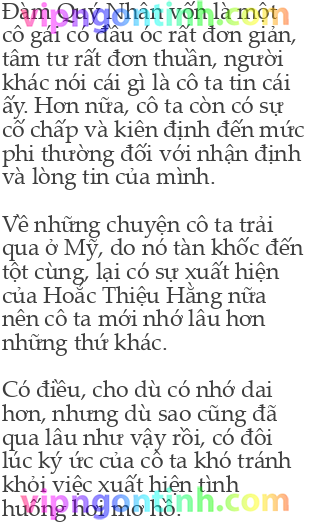 Đàm Quý Nhân vốn là một
vipngontinh.com
cô gái có đầu óc rất đơn giản,
tâm tư rất đơn thuần, người
khác nói cái gì là cô ta tin cái
ấy. Hơn nữa, cô ta còn có sự
cố chấp và kiên định đến mức
phi thường đối với nhận định
và lòng tin của mình.
Về những chuyện cô ta trải
qua ở Mỹ, do nó tàn khốc đến
tột cùng, lại có sự xuất hiện
vipngontinh.com
của Hoắc Thiệu Hằng nữa
nên cô ta mới nhớ lâu hơn
những thứ khác.
Có điều, cho dù có nhớ dai
hơn, nhưng dù sao cũng đã
qua lâu như vậy rồi, có đôi
lúc ký ức của cô ta khó tránh
khỏi việc xuất hiện tình
vipngontinh.com
huống hơi mơ hồ.